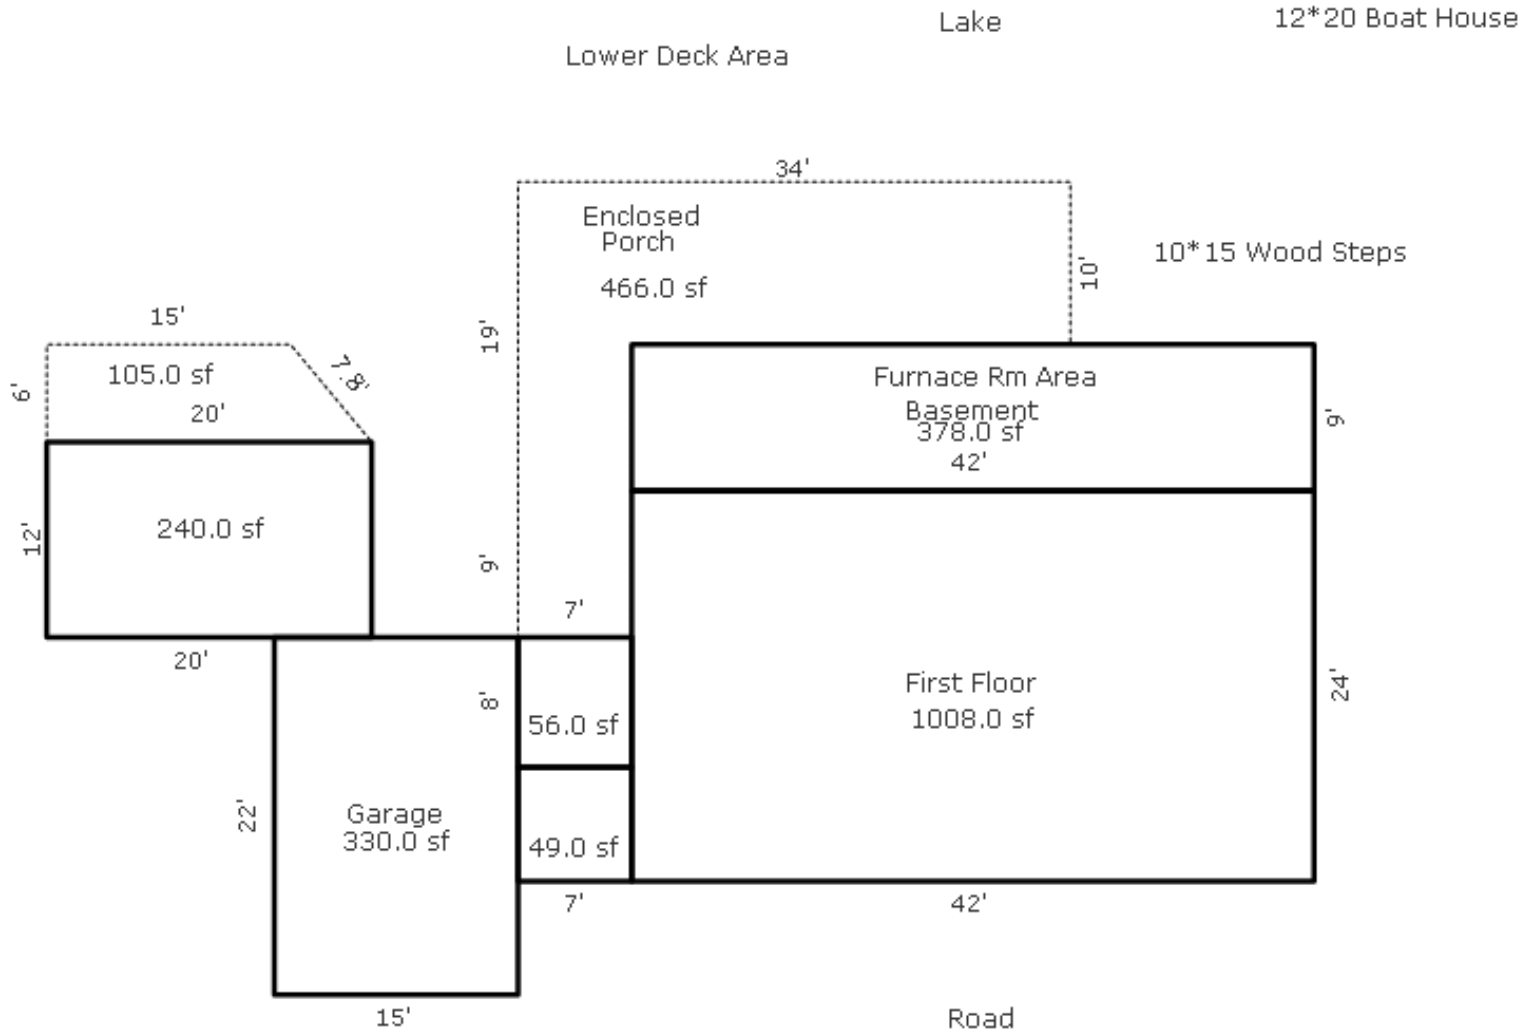 Lake
12*20 Boat House
Lower Deck Area
34'
Enclosed
Porch
466.0 sf
10'
10*15 Wood Steps
19'
15'
105.0 sf
7.8'
6'
20'
Furnace Rm Area
Basement
378.0 sf
42'
9'
240.0 sf
12'
9'
7'
20'
8'
56.0 sf
First Floor
1008.0 sf
24'
22'
Garage
330.0 sf
49.0 sf
7'
42'
15'
Road